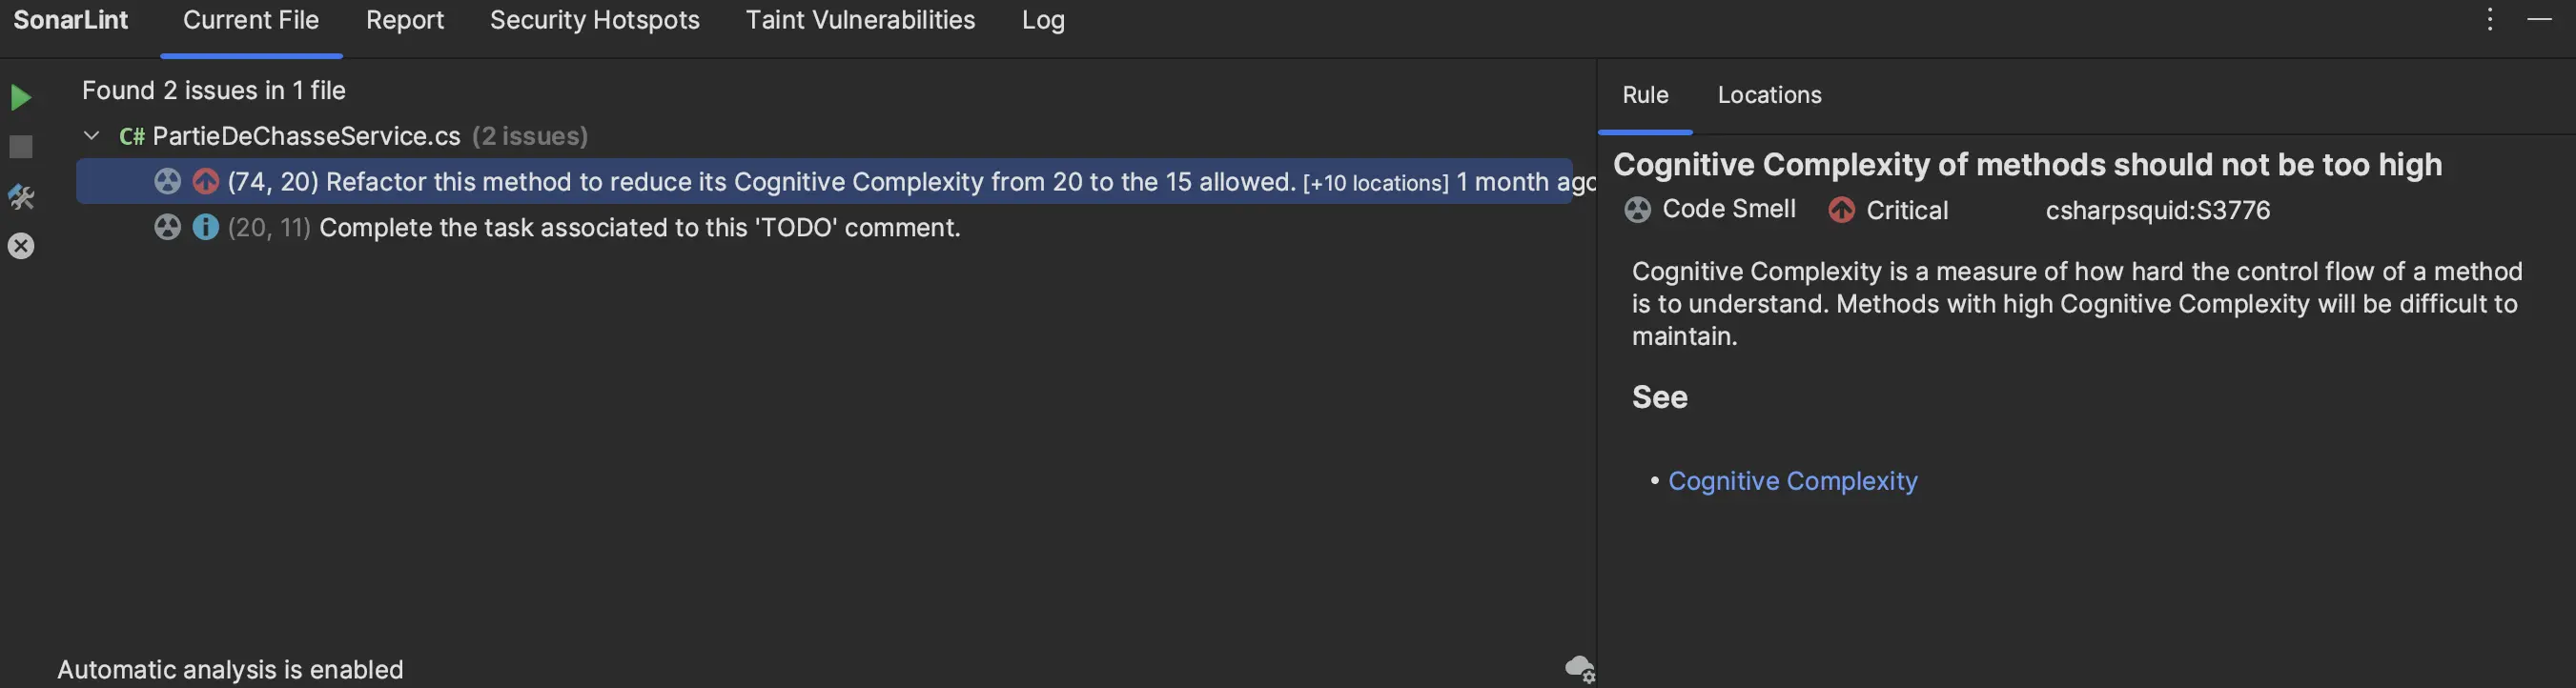 SonarLint Current File Report Security Hotspots Taint Vulnerabilities Log
Found 2 issues in 1 file
C# PartieDeChasseService.cs (2 issues)
(74, 20) Refactor this method to reduce its Cognitive Complexity from 20 to the 15 allowed. [+10 locations] 1 month ago
(20, 11) Complete the task associated to this 'TODO' comment.
Automatic analysis is enabled
Rule Locations
Cognitive Complexity of methods should not be too high
Code Smell Critical csharpsquid:S3776
Cognitive Complexity is a measure of how hard the control flow of a method
is to understand. Methods with high Cognitive Complexity will be difficult to
maintain.
See
• Cognitive Complexity